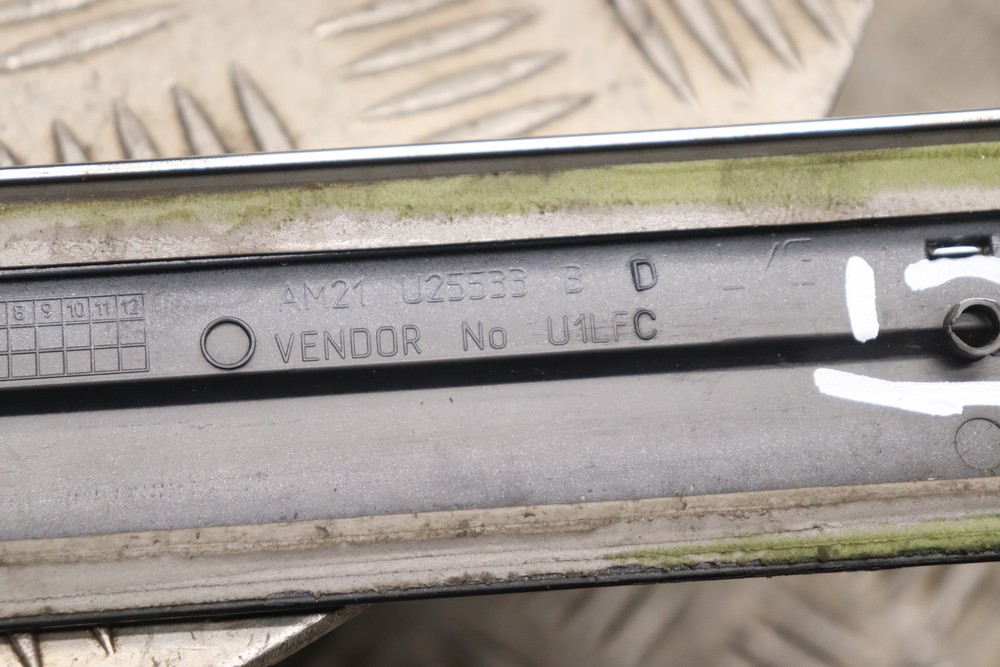 8 9 10 11 12
AM21 U25533 B D
VENDOR No U1LFC